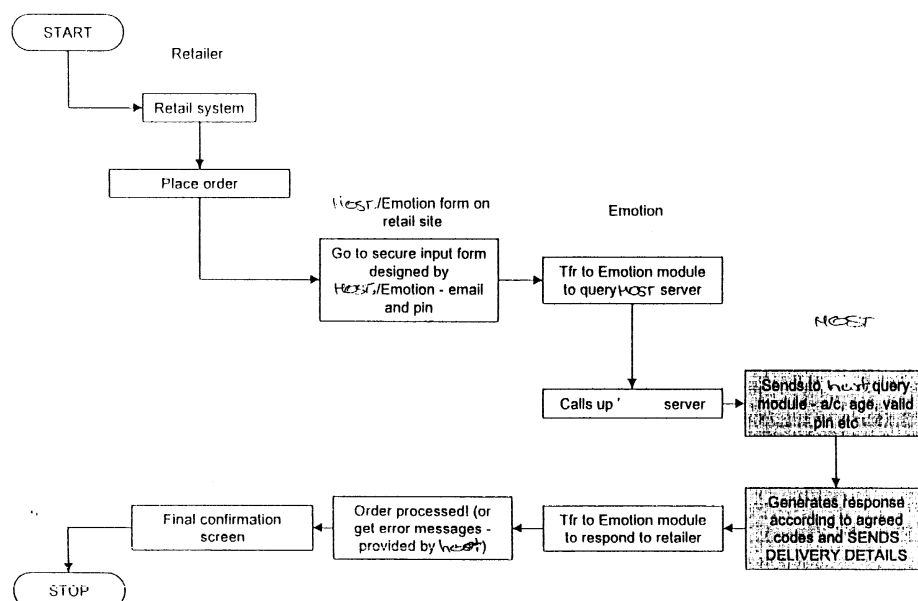 START
Retailer
Retail system
Place order
Host/Emotion form on
retail site
Go to secure input form
designed by
Host/Emotion - email
and pin
Emotion
Tfr to Emotion module
to query HOST server
HOST
Calls up ' server
Sends to host query
module - a/c, age, valid
pin etc
Generates response
according to agreed
codes and SENDS
DELIVERY DETAILS
Tfr to Emotion module
to respond to retailer
Order processed! (or
get error messages -
provided by host)
Final confirmation
screen
STOP